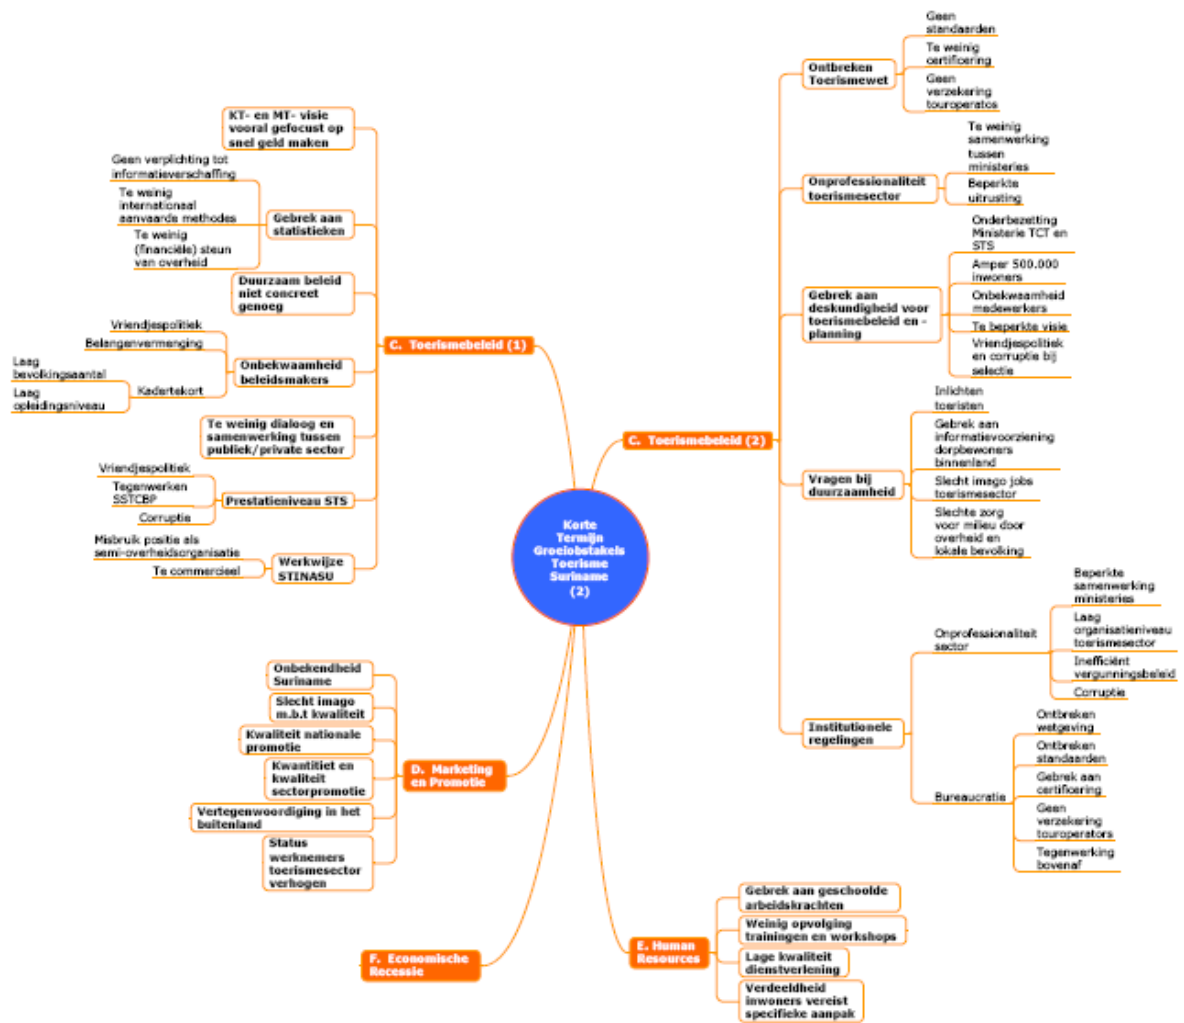 Korte
Termijn
Groeiobstakels
Toerisme
Suriname
(2)
C. Toerismebeleid (1)
KT- en MT- visie
vooral gefocust op
snel geld maken
Gebrek aan
statistieken
Geen verplichting tot
informatieverschaffing
Te weinig
internationaal
aanvaarde methodes
Te weinig
(financiële) steun
van overheid
Duurzaam beleid
niet concreet
genoeg
Onbekwaamheid
beleidsmakers
Vriendjespolitiek
Belangenvermenging
Kadertekort
Laag
bevolkingsaantal
Laag
opleidingsniveau
Te weinig dialoog en
samenwerking tussen
publiek/private sector
Prestatieniveau STS
Vriendjespolitiek
Tegenwerken
SSTCBP
Corruptie
Werkwijze
STINASU
Misbruik positie als
semi-overheidsorganisatie
Te commercieel
C. Toerismebeleid (2)
Ontbreken
Toerismewet
Geen
standaarden
Te weinig
certificering
Geen
verzekering
touroperatos
Onprofessionaliteit
toerismesector
Te weinig
samenwerking
tussen
ministeries
Beperkte
uitrusting
Gebrek aan
deskundigheid voor
toerismebeleid en -
planning
Onderbezetting
Ministerie TCT en
STS
Amper 500.000
inwoners
Onbekwaamheid
medewerkers
Te beperkte visie
Vriendjespolitiek
en corruptie bij
selectie
Vragen bij
duurzaamheid
Inlichten
toeristen
Gebrek aan
informatievoorziening
dorpbewoners
binnenland
Slecht imago jobs
toerismesector
Slechte zorg
voor milieu door
overheid en
lokale bevolking
Institutionele
regelingen
Onprofessionaliteit
sector
Beperkte
samenwerking
ministeries
Laag
organisatieniveau
toerismesector
Inefficiënt
vergunningsbeleid
Corruptie
Bureaucratie
Ontbreken
wetgeving
Ontbreken
standaarden
Gebrek aan
certificering
Geen
verzekering
touroperators
Tegenwerking
bovenaf
D. Marketing
en Promotie
Onbekendheid
Suriname
Slecht imago
m.b.t kwaliteit
Kwaliteit nationale
promotie
Kwantitiet en
kwaliteit
sectorpromotie
Vertegenwoordiging in het
buitenland
Status
werknemers
toerismesector
verhogen
E. Human
Resources
Gebrek aan geschoolde
arbeidskrachten
Weinig opvolging
trainingen en workshops
Lage kwaliteit
dienstverlening
Verdeeldheid
inwoners vereist
specifieke aanpak
F. Economische
Recessie